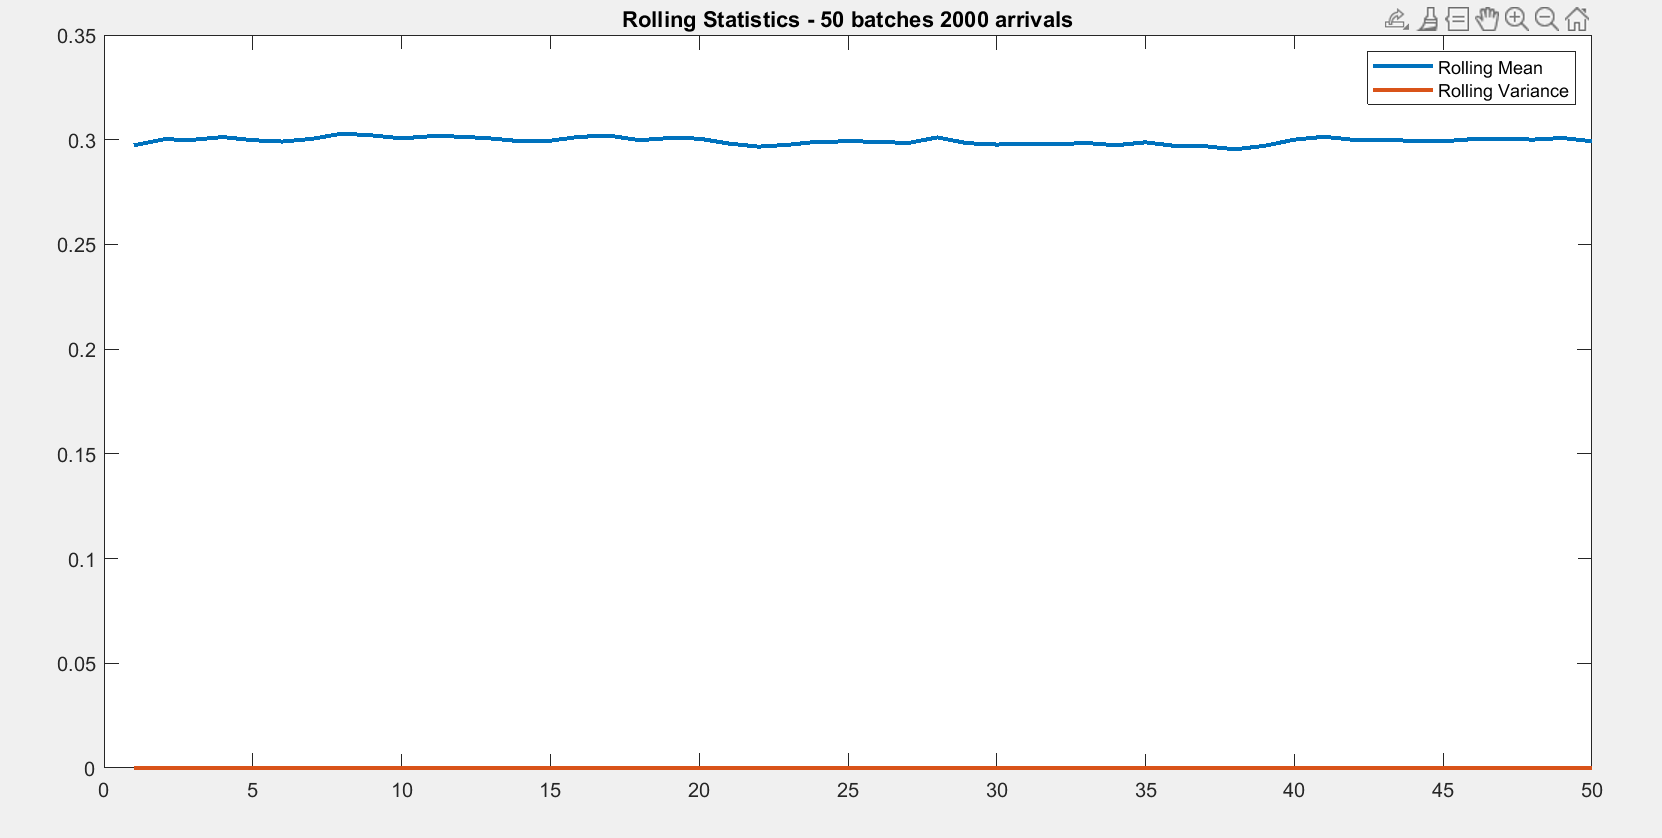 Rolling Statistics - 50 batches 2000 arrivals
0.35
Rolling Mean
Rolling Variance
0.3
0.25
0.2
0.15
0.1
0.05
0
0 5 10 15 20 25 30 35 40 45 50